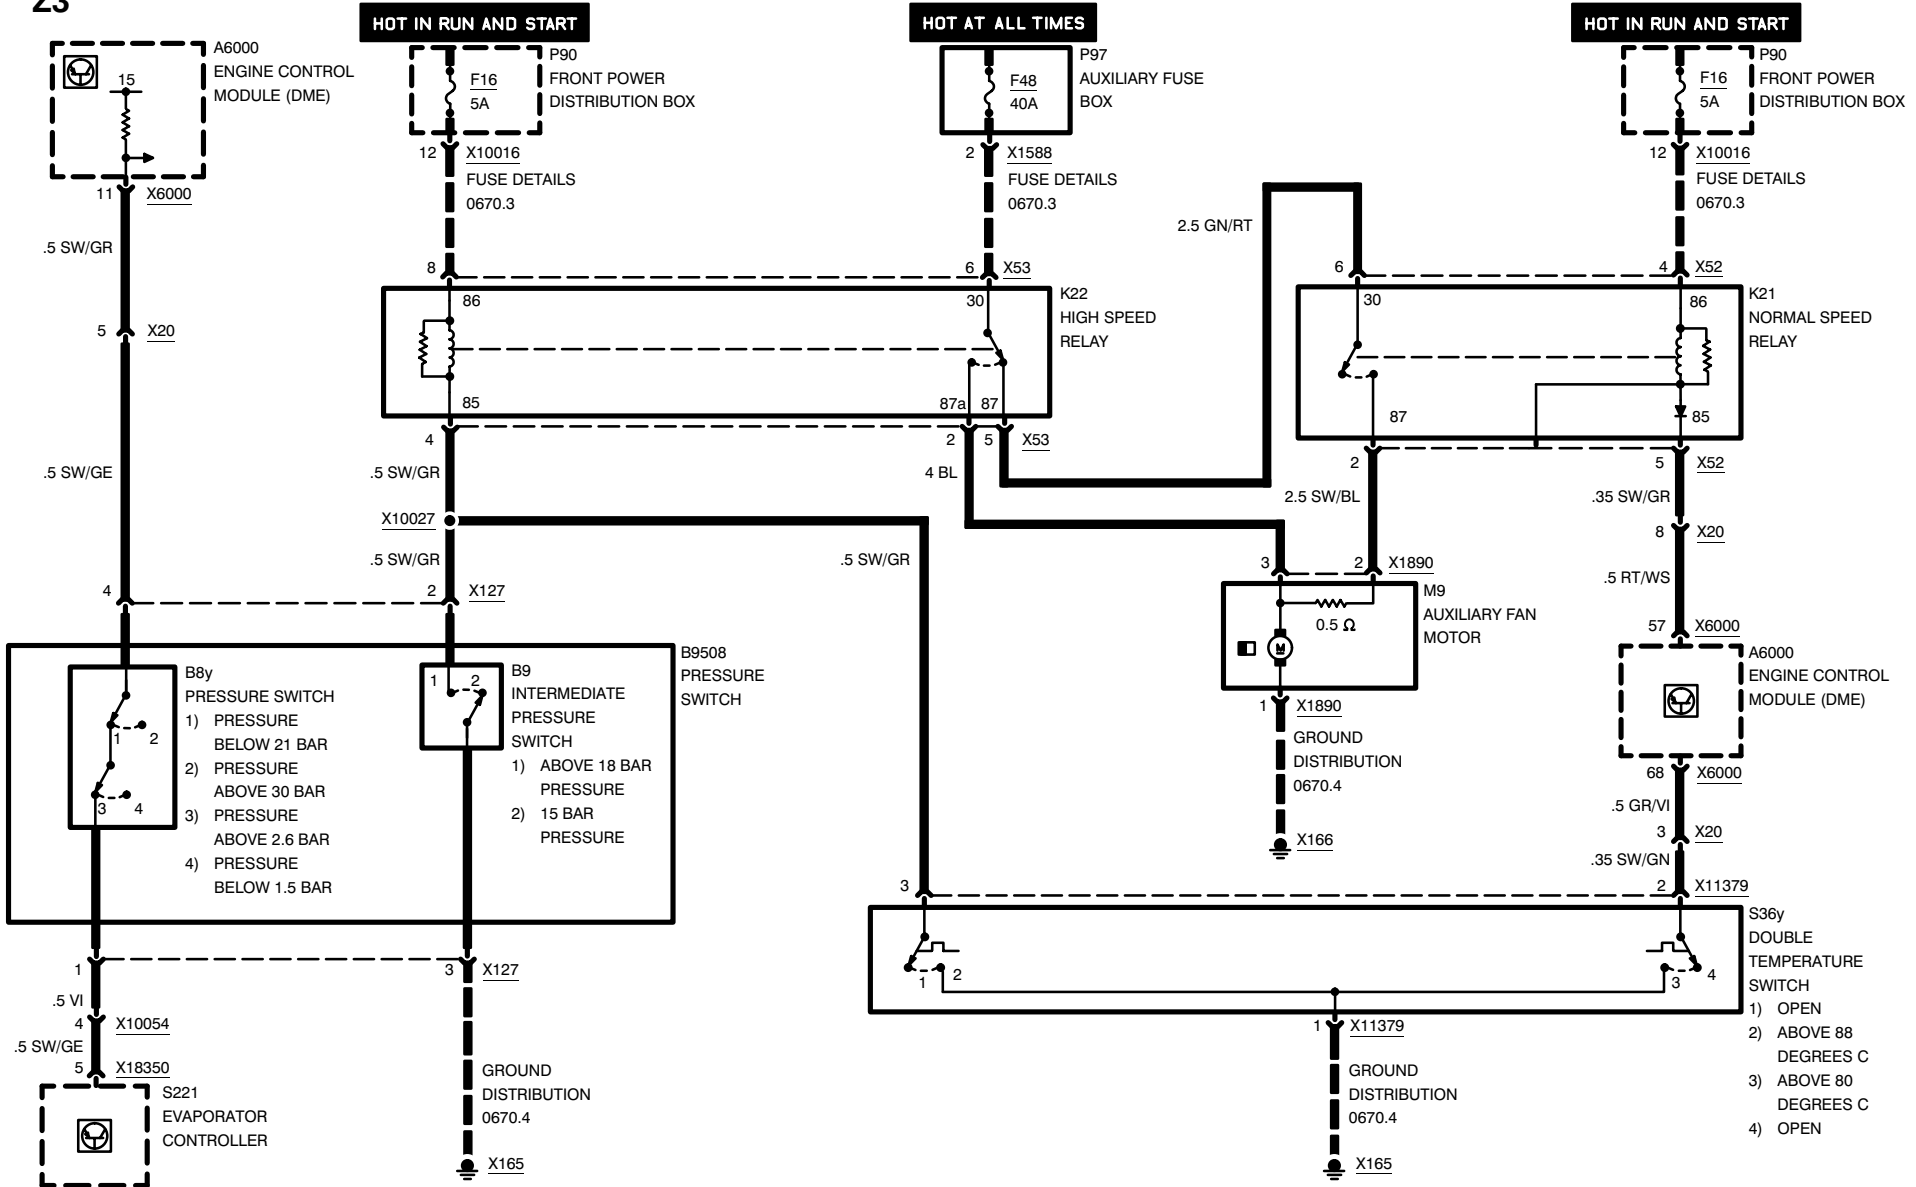 Z3
HOT IN RUN AND START
HOT AT ALL TIMES
HOT IN RUN AND START
A6000
ENGINE CONTROL
MODULE (DME)
15
11 X6000
.5 SW/GR
5 X20
.5 SW/GE
4
P90
FRONT POWER
DISTRIBUTION BOX
F16
5A
12 X10016
FUSE DETAILS
0670.3
P97
AUXILIARY FUSE
BOX
F48
40A
2 X1588
FUSE DETAILS
0670.3
P90
FRONT POWER
DISTRIBUTION BOX
F16
5A
12 X10016
FUSE DETAILS
0670.3
2.5 GN/RT
8 6 X53
86 30
K22
HIGH SPEED
RELAY
85 87a 87
4 2 5 X53
.5 SW/GR
4 BL
6 4 X52
30 86
K21
NORMAL SPEED
RELAY
87 85
2 5 X52
2.5 SW/BL
.35 SW/GR
8 X20
.5 RT/WS
57 X6000
X10027
.5 SW/GR
.5 SW/GR
2 X127
3 2 X1890
M9
AUXILIARY FAN
MOTOR
0.5 Ω
M
1 X1890
GROUND
DISTRIBUTION
0670.4
X166
A6000
ENGINE CONTROL
MODULE (DME)
68 X6000
.5 GR/VI
3 X20
.35 SW/GN
B9508
PRESSURE
SWITCH
B8y
PRESSURE SWITCH
1) PRESSURE
BELOW 21 BAR
2) PRESSURE
ABOVE 30 BAR
3) PRESSURE
ABOVE 2.6 BAR
4) PRESSURE
BELOW 1.5 BAR
1 2
3 4
1 2
B9
INTERMEDIATE
PRESSURE
SWITCH
1) ABOVE 18 BAR
PRESSURE
2) 15 BAR
PRESSURE
3 2 X11379
S36y
DOUBLE
TEMPERATURE
SWITCH
1) OPEN
2) ABOVE 88
DEGREES C
3) ABOVE 80
DEGREES C
4) OPEN
1 2
3 4
1 X11379
GROUND
DISTRIBUTION
0670.4
X165
1 3 X127
.5 VI
4 X10054
.5 SW/GE
5 X18350
S221
EVAPORATOR
CONTROLLER
GROUND
DISTRIBUTION
0670.4
X165